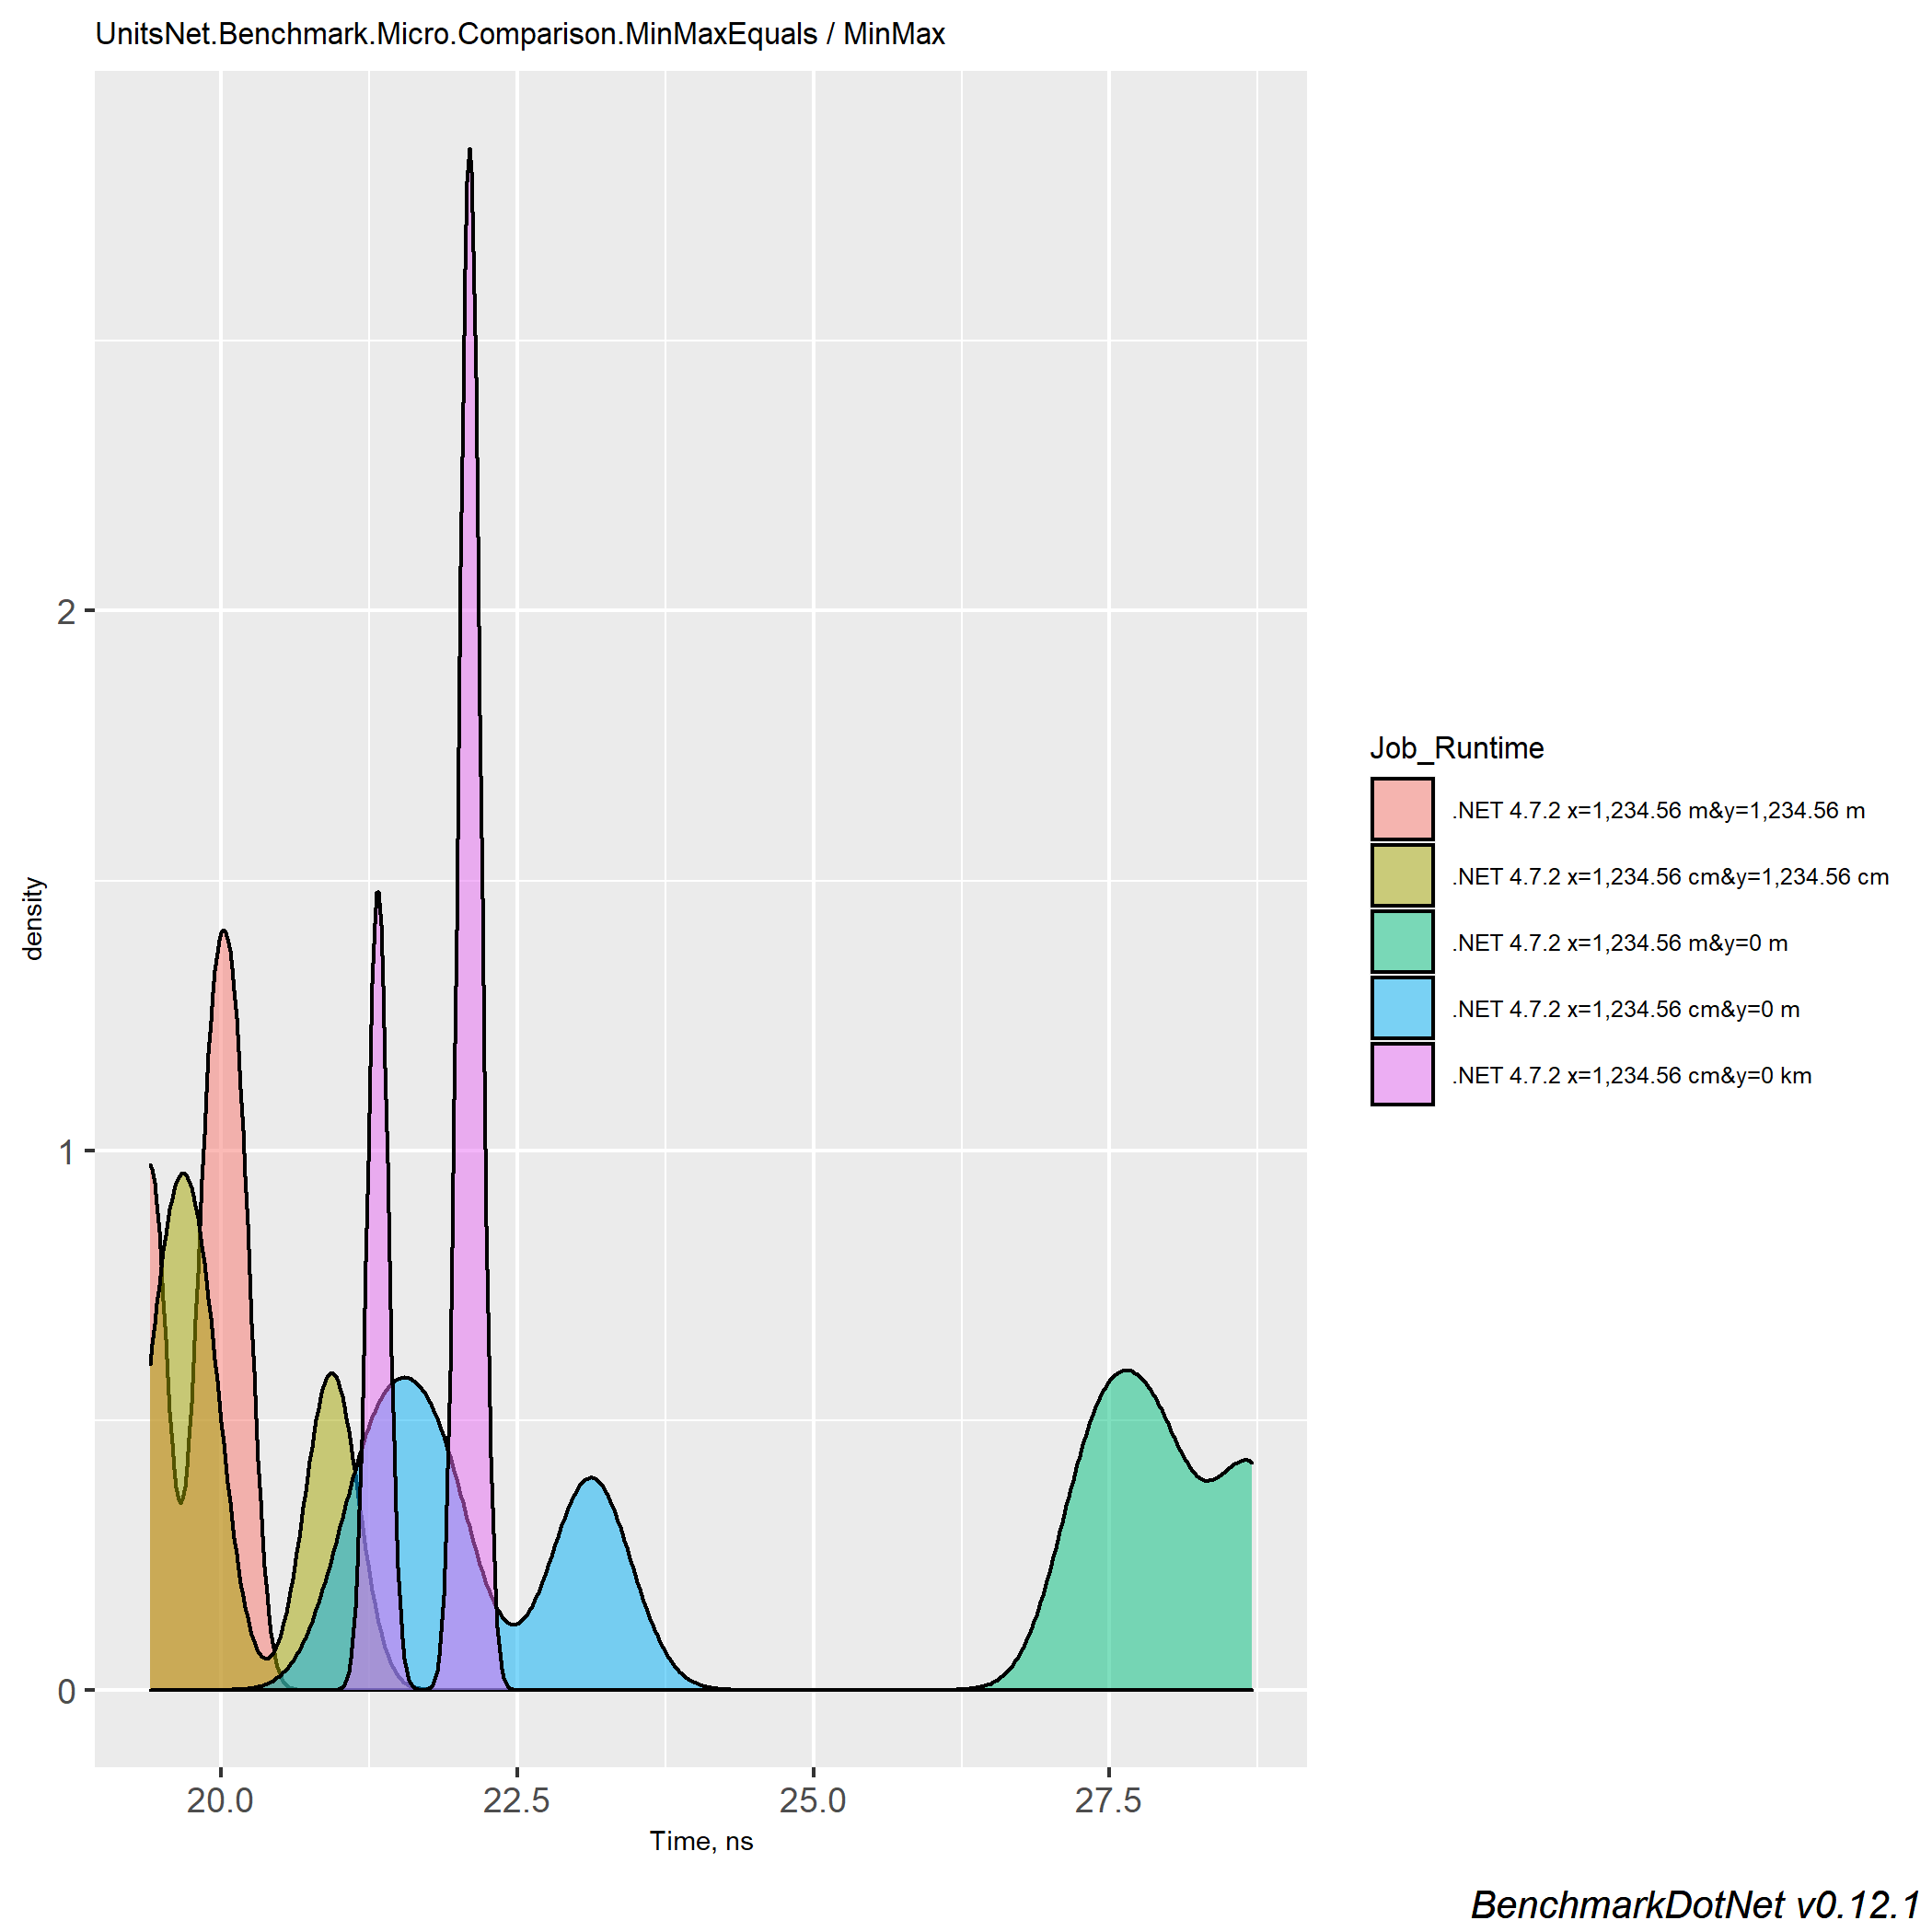 UnitsNet.Benchmark.Micro.Comparison.MinMaxEquals / MinMax
2
1
0
density
20.0 22.5 25.0 27.5
Time, ns
Job_Runtime
.NET 4.7.2 x=1,234.56 m&y=1,234.56 m
.NET 4.7.2 x=1,234.56 cm&y=1,234.56 cm
.NET 4.7.2 x=1,234.56 m&y=0 m
.NET 4.7.2 x=1,234.56 cm&y=0 m
.NET 4.7.2 x=1,234.56 cm&y=0 km
BenchmarkDotNet v0.12.1